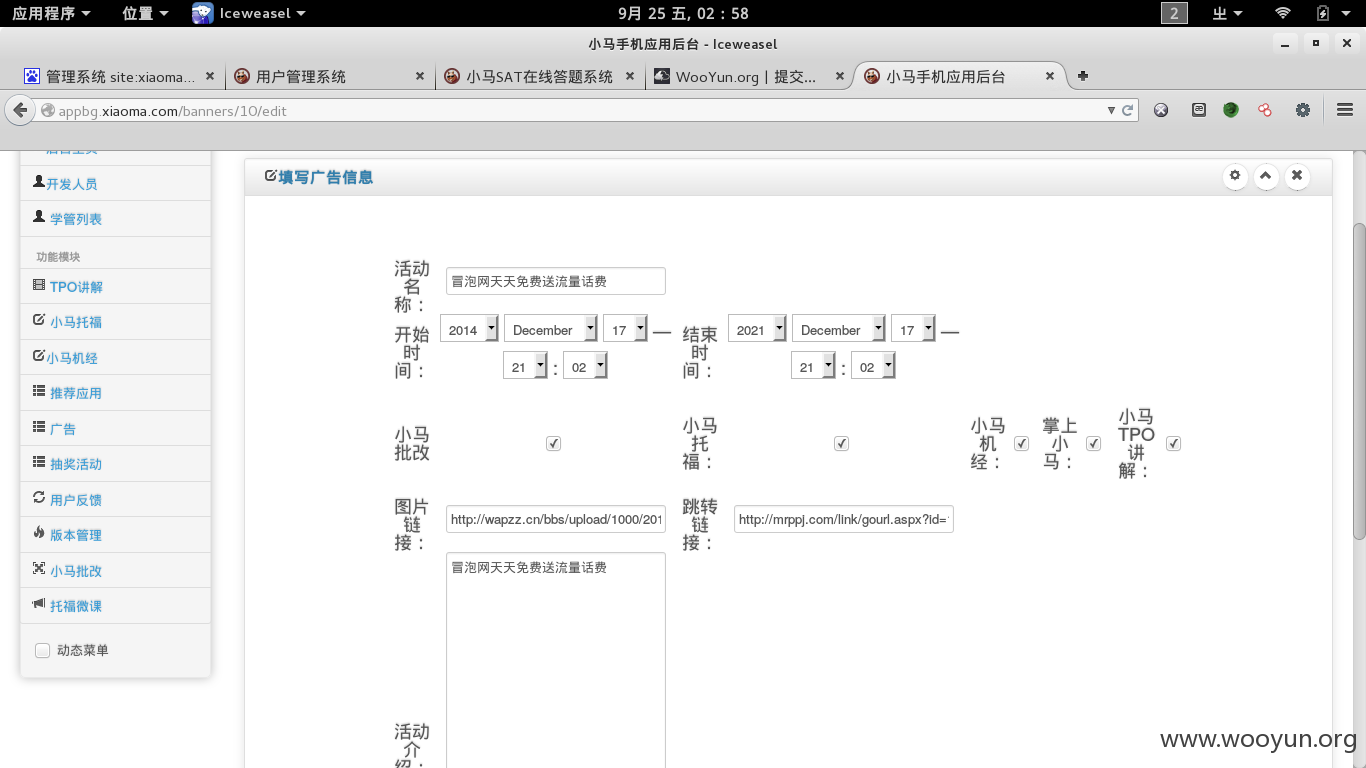 应用程序 位置 Iceweasel 9月 25 五, 02 : 58 2
小马手机应用后台 - Iceweasel
管理系统 site:xiaoma... 用户管理系统 小马SAT在线答题系统 WooYun.org | 提交... 小马手机应用后台
appbg.xiaoma.com/banners/10/edit
开发人员
学管列表
功能模块
TPO讲解
小马托福
小马机经
推荐应用
广告
抽奖活动
用户反馈
版本管理
小马批改
托福微课
动态菜单
填写广告信息
活动名称：
冒泡网天天免费送流量话费
开始时间：
2014 December 17 —
21 : 02
结束时间：
2021 December 17 —
21 : 02
小马批改
小马托福：
小马机经：
掌上小马：
小马TPO讲解：
图片链接：
http://wapzz.cn/bbs/upload/1000/201
跳转链接：
http://mrppj.com/link/gourl.aspx?id=
冒泡网天天免费送流量话费
活动介绍：
www.wooyun.org